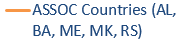 ASSOC Countries (AL,
BA, ME, MK, RS)